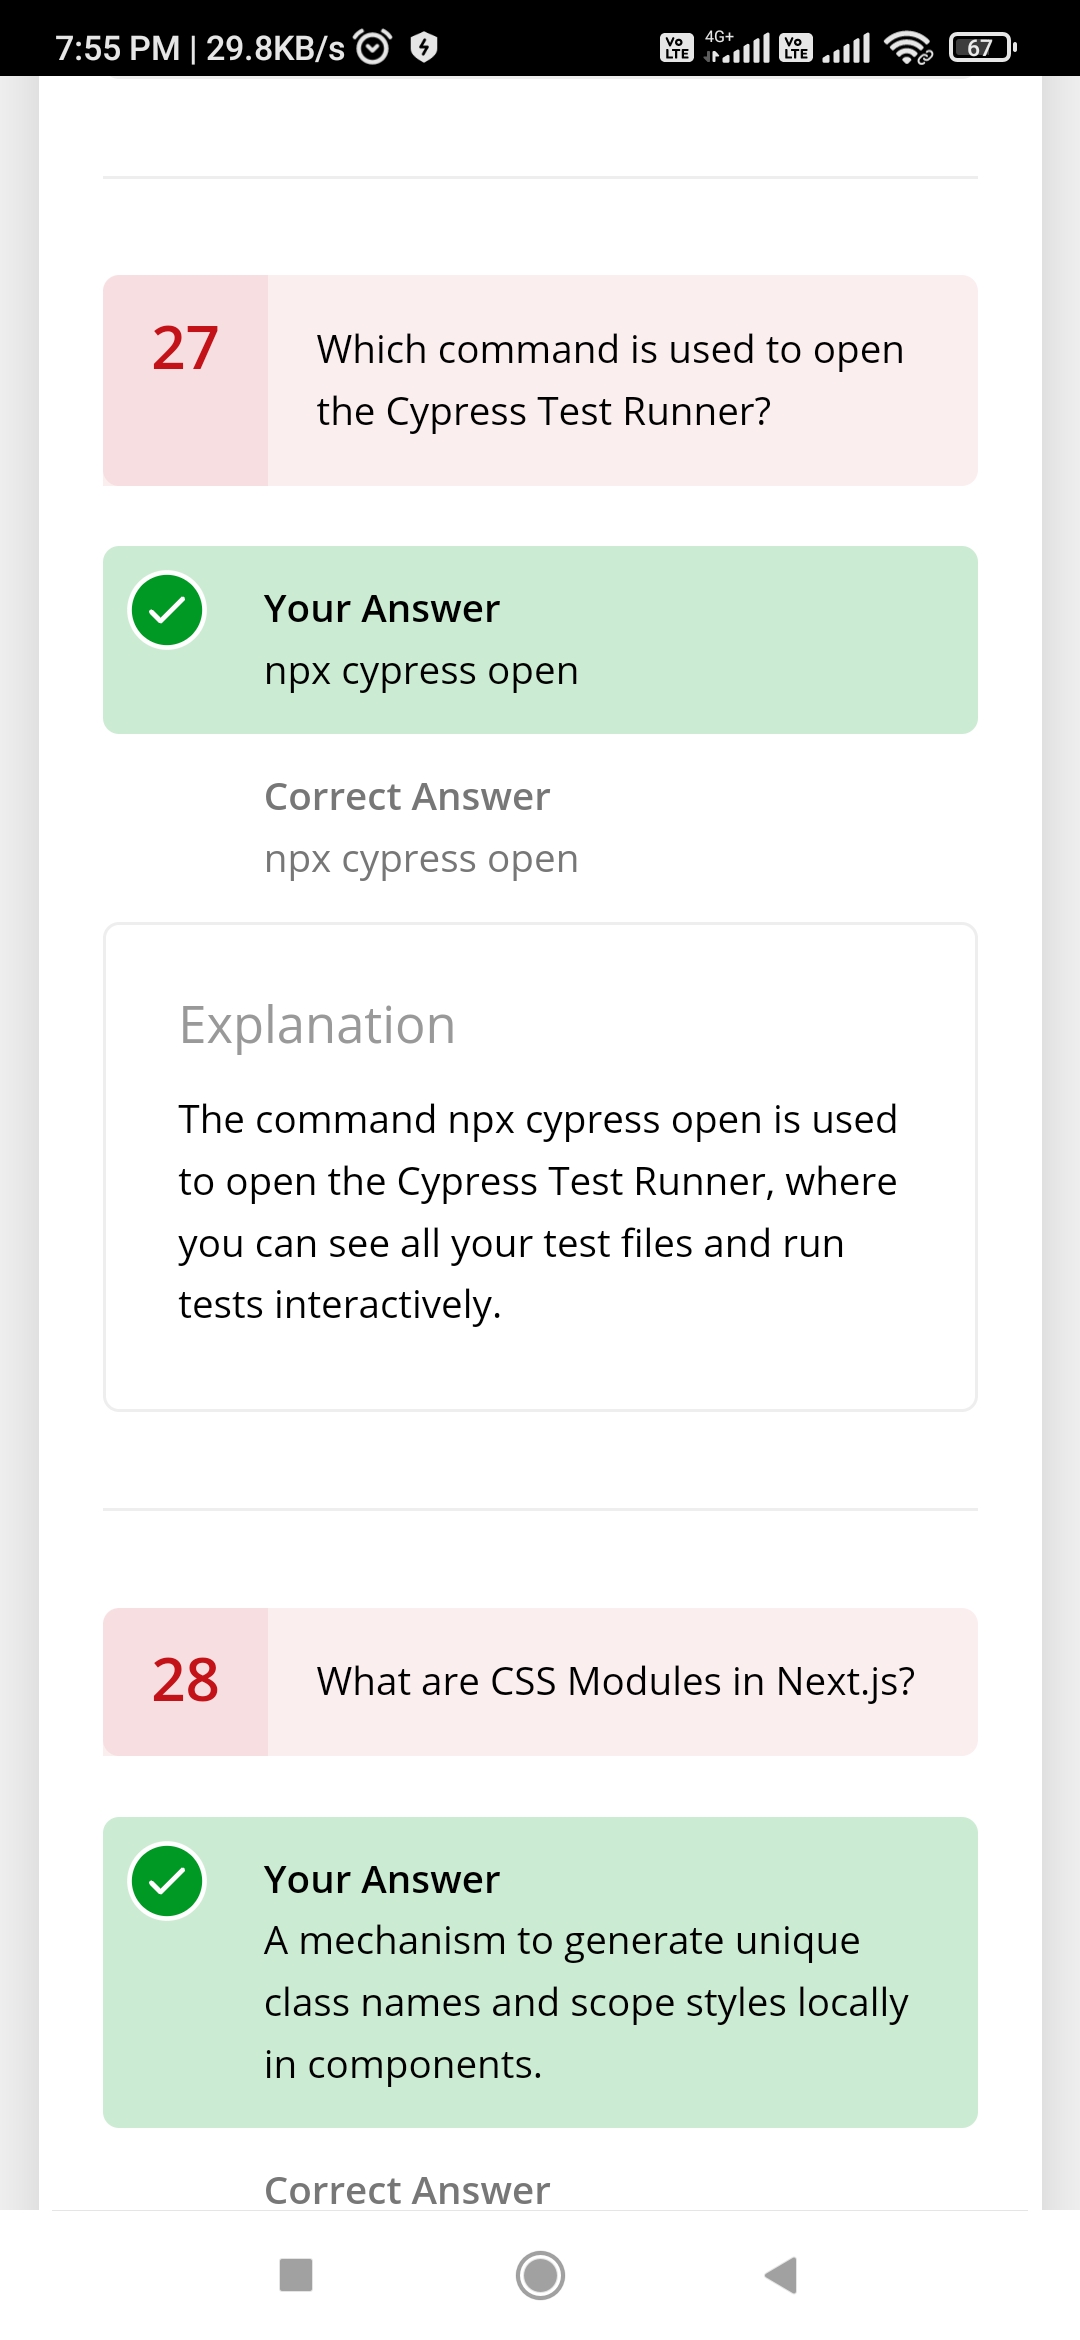 7:55 PM | 29.8KB/s
Vo LTE 4G+ Vo LTE 67
27
Which command is used to open
the Cypress Test Runner?
Your Answer
npx cypress open
Correct Answer
npx cypress open
Explanation
The command npx cypress open is used
to open the Cypress Test Runner, where
you can see all your test files and run
tests interactively.
28
What are CSS Modules in Next.js?
Your Answer
A mechanism to generate unique
class names and scope styles locally
in components.
Correct Answer